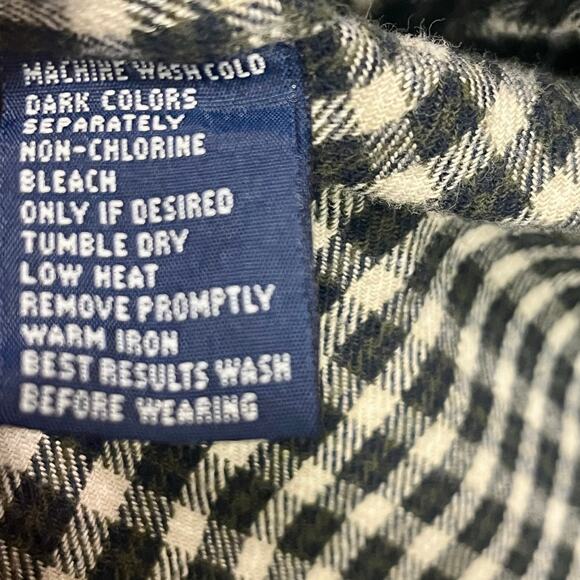 MACHINE WASH COLD
DARK COLORS
SEPARATELY
NON-CHLORINE
BLEACH
ONLY IF DESIRED
TUMBLE DRY
LOW HEAT
REMOVE PROMPTLY
WARM IRON
BEST RESULTS WASH
BEFORE WEARING